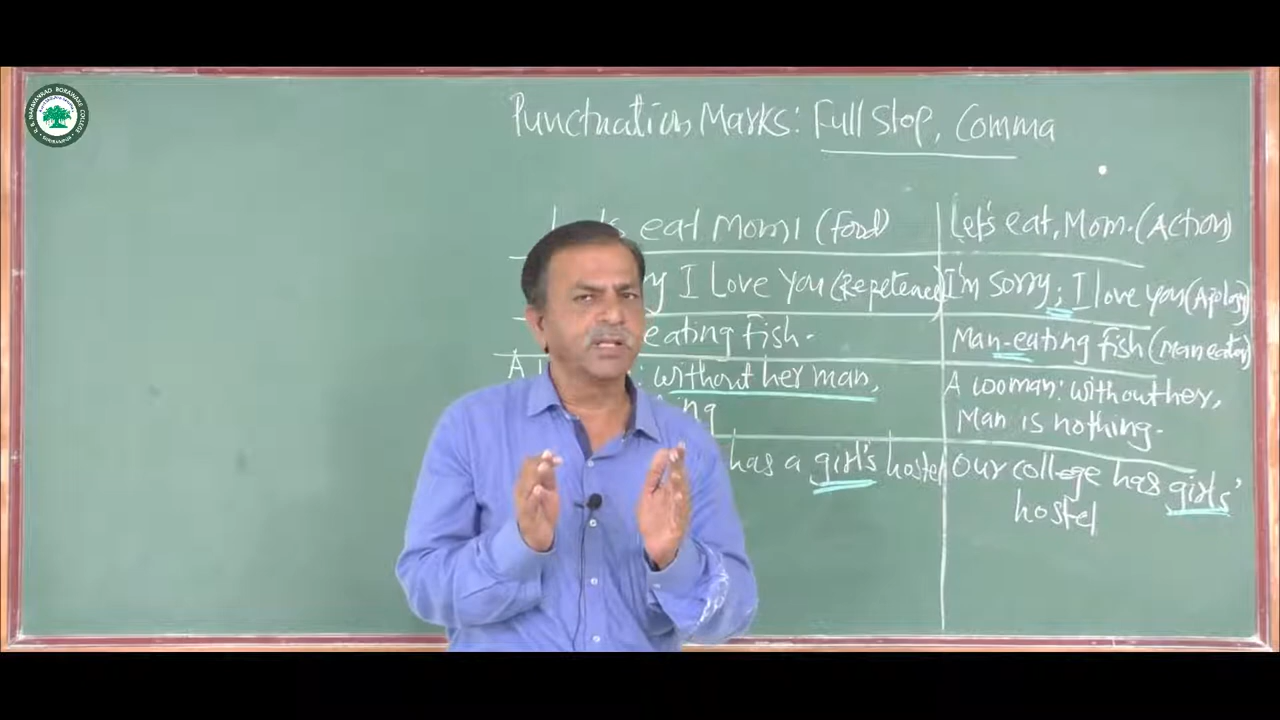 Punctuation Marks: Full Stop, Comma
eat Mom! (Food)
Let's eat, Mom. (Action)
I Love You (Repetence)
I'm sorry; I love you (Apology)
eating fish.
Man-eating fish (Man eater)
A : without her man,
A wooman: without her,
Man is nothing.
has a girl's hostel
Our college has girls'
hostel